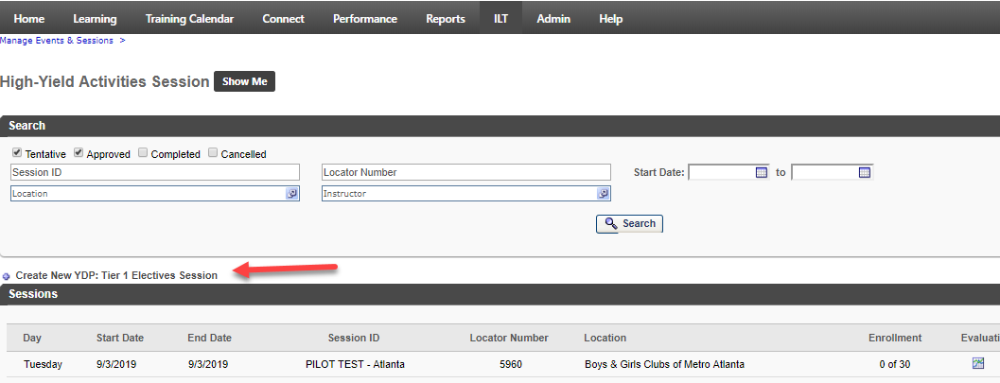 Home Learning Training Calendar Connect Performance Reports ILT Admin Help
Manage Events & Sessions >
High-Yield Activities Session Show Me
Search
Tentative Approved Completed Cancelled
Session ID Locator Number Start Date: to
Location Instructor
Search
Create New YDP: Tier 1 Electives Session
Sessions
Day Start Date End Date Session ID Locator Number Location Enrollment Evaluati
Tuesday 9/3/2019 9/3/2019 PILOT TEST - Atlanta 5960 Boys & Girls Clubs of Metro Atlanta 0 of 30